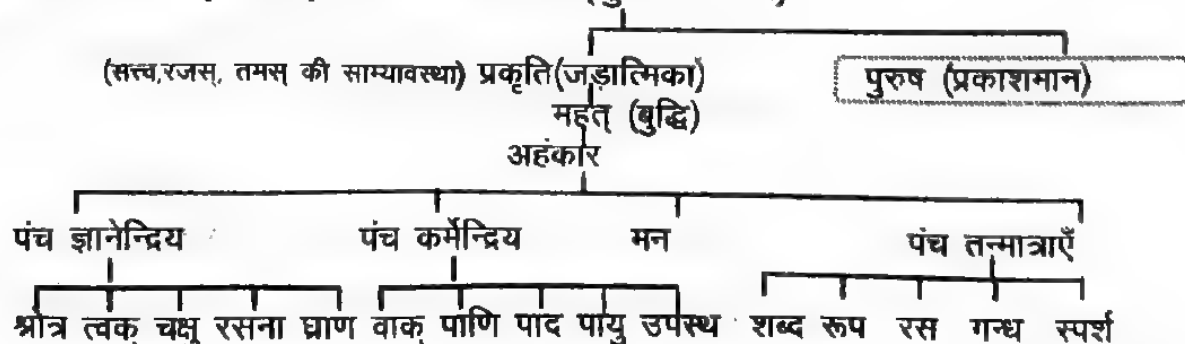 (सत्त्व,रजस्, तमस् की साम्यावस्था) प्रकृति(जड़ात्मिका) पुरुष (प्रकाशमान)
महत् (बुद्धि)
अहंकार
पंच ज्ञानेन्द्रिय पंच कर्मेन्द्रिय मन पंच तन्मात्राएँ
श्रोत्र त्वक् चक्षु रसना घ्राण वाक् पाणि पाद पायु उपस्थ शब्द रूप रस गन्ध स्पर्श